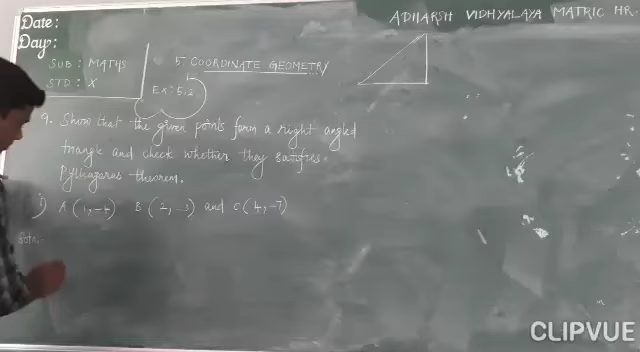 Date:
ADHARSH VIDHYALAYA MATRIC HR.
Day:
SUB: MATHS
5. COORDINATE GEOMETRY
STD: X
Ex: 5.2
9. Show that the given points form a right angled
triangle and check whether they satisfies
Pythagoras theorem.
i) A (1, -4) B (2, -3) and C (4, -7)
Soln:
CLIPVUE